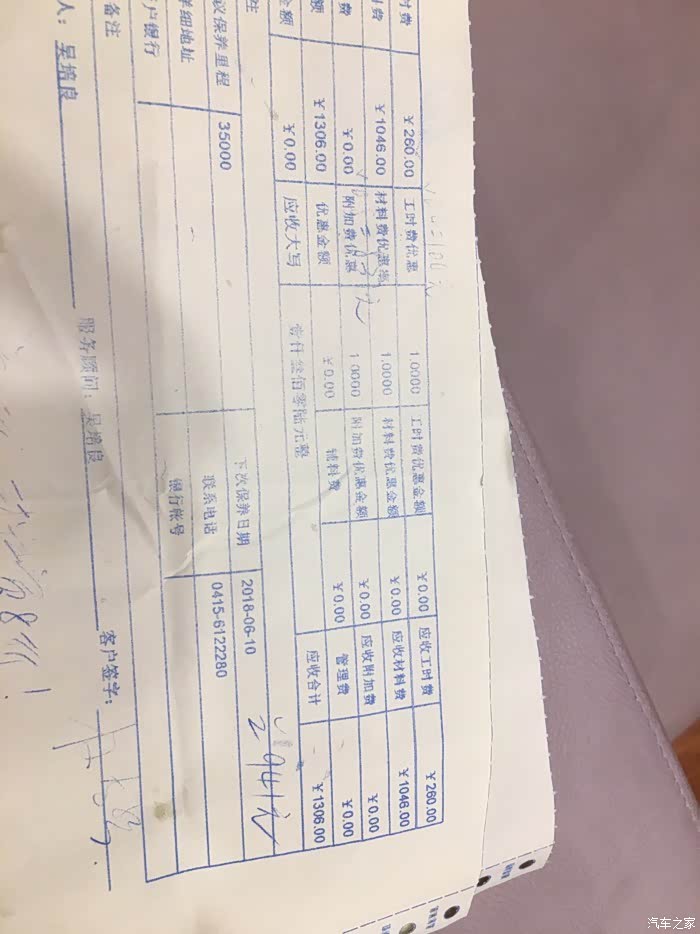 时费 ￥260.00 工时费优惠 1.0000 工时费优惠金额 ￥0.00 应收工时费 ￥260.00
料费 ￥1046.00 材料费优惠率 1.0000 材料费优惠金额 ￥0.00 应收材料费 ￥1046.00
费 ￥0.00 附加费优惠 1.0000 附加费优惠金额 ￥0.00 应收附加费 ￥0.00
额 ￥1306.00 优惠金额 ￥0.00 辅料费 ￥0.00 管理费 ￥0.00
金额 ￥0.00 应收大写 壹仟叁佰零陆元整 应收合计 ￥1306.00
注 941元
议保养里程 35000 下次保养日期 2018-06-10
详细地址 联系电话 0415-6122280
户银行 银行帐号
备注
人：吴培良 服务顾问：吴培良 客户签字：
汽车之家